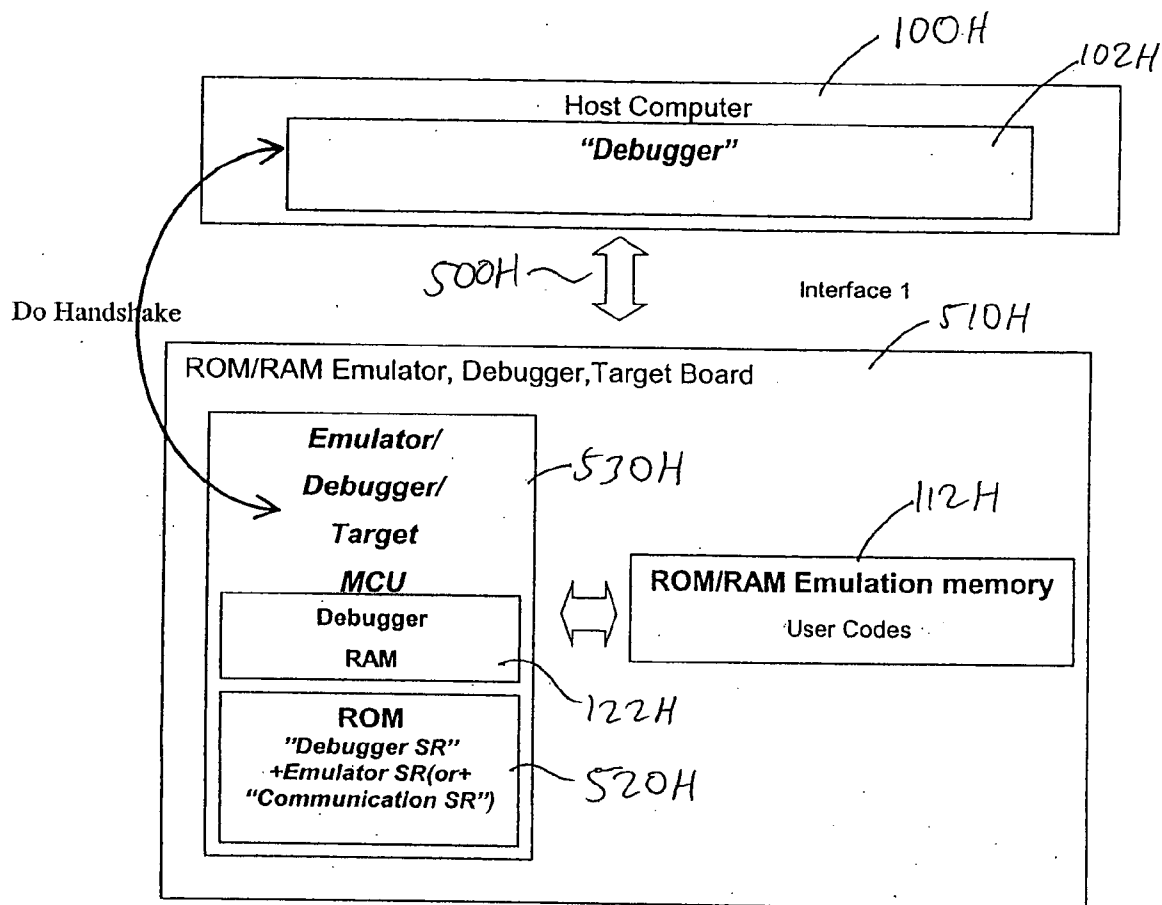 100H
102H
Host Computer
"Debugger"
500H
Interface 1
Do Handshake
510H
ROM/RAM Emulator, Debugger,Target Board
Emulator/
Debugger/
Target
MCU
530H
112H
ROM/RAM Emulation memory
User Codes
Debugger
RAM
122H
ROM
"Debugger SR"
+Emulator SR(or+
"Communication SR")
520H